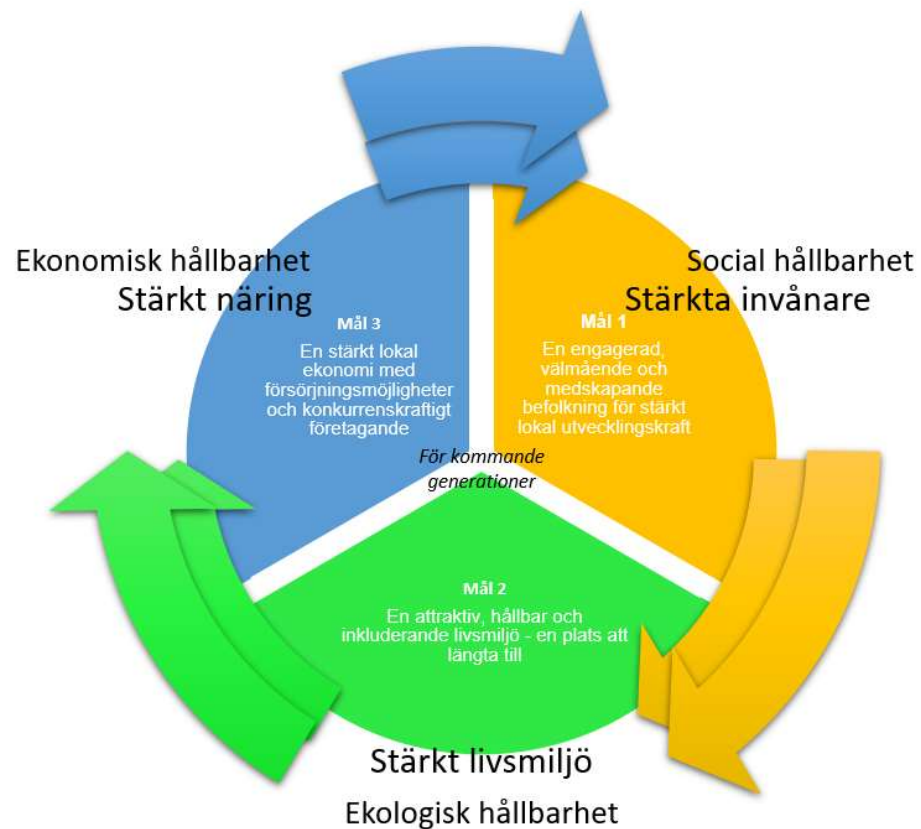 Ekonomisk hållbarhet
Stärkt näring
Social hållbarhet
Stärkta invånare
Mål 3
En stärkt lokal
ekonomi med
försörjningsmöjligheter
och konkurrenskraftigt
företagande
Mål 1
En engagerad,
välmående och
medskapande
befolkning för stärkt
lokal utvecklingskraft
För kommande
generationer
Mål 2
En attraktiv, hållbar och
inkluderande livsmiljö - en plats att
längta till
Stärkt livsmiljö
Ekologisk hållbarhet